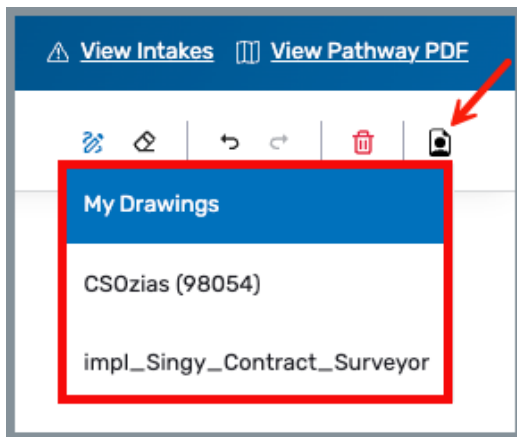 View Intakes View Pathway PDF
My Drawings
CSOzias (98054)
impl_Singy_Contract_Surveyor